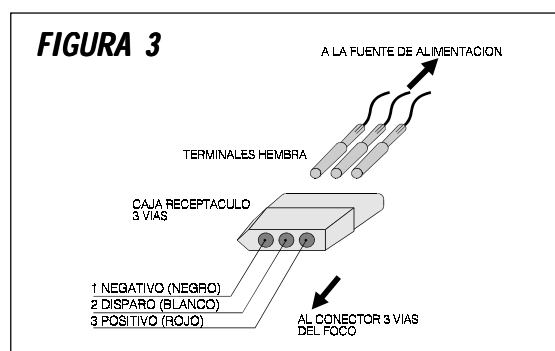 FIGURA 3
A LA FUENTE DE ALIMENTACION
TERMINALES HEMBRA
CAJA RECEPTACULO
3 VIAS
1 NEGATIVO (NEGRO)
2 DISPARO (BLANCO)
3 POSITIVO (ROJO)
AL CONECTOR 3 VIAS
DEL FOCO